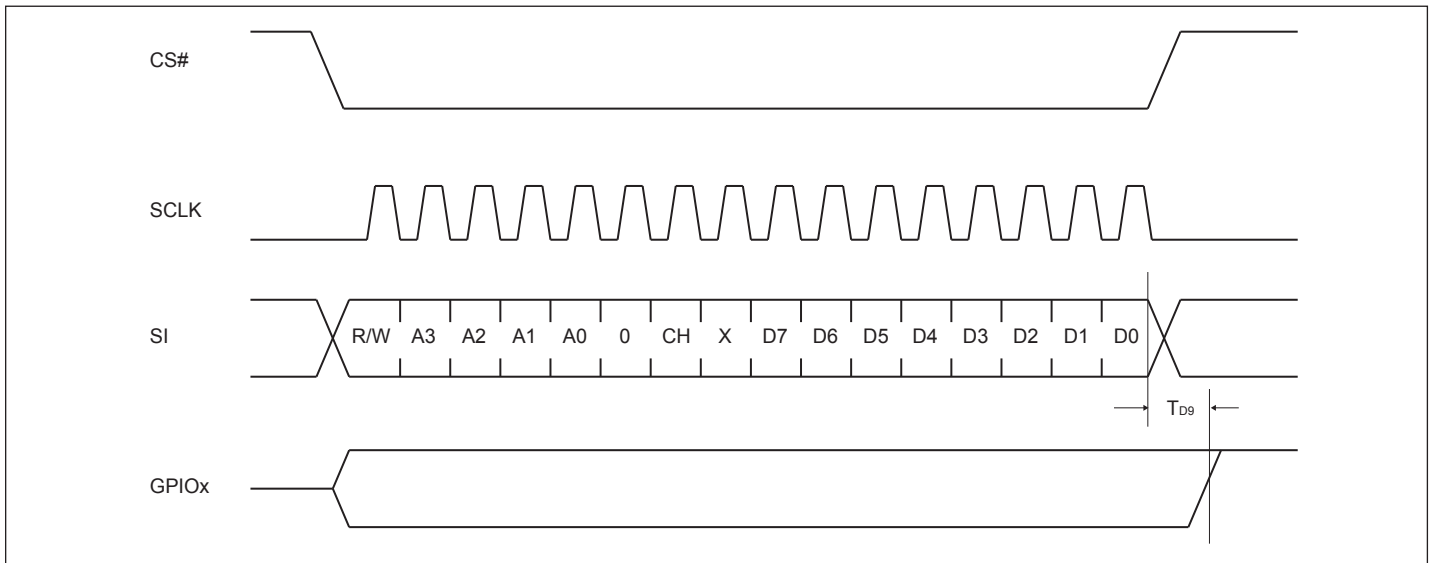 CS#
SCLK
SI R/W A3 A2 A1 A0 0 CH X D7 D6 D5 D4 D3 D2 D1 D0
TD9
GPIOx